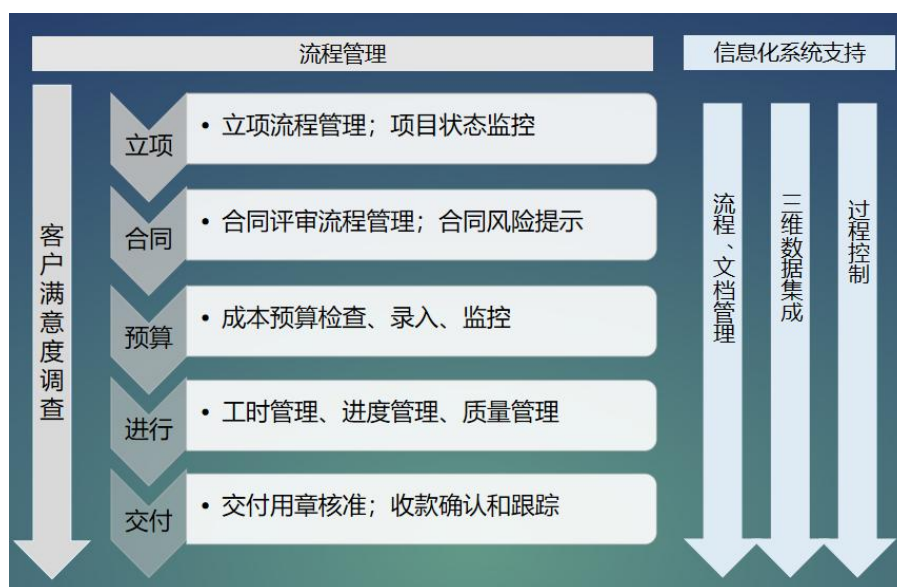 流程管理
信息化系统支持
客户满意度调查
立项
• 立项流程管理；项目状态监控
合同
• 合同评审流程管理；合同风险提示
预算
• 成本预算检查、录入、监控
进行
• 工时管理、进度管理、质量管理
交付
• 交付用章核准；收款确认和跟踪
流程、文档管理
三维数据集成
过程控制